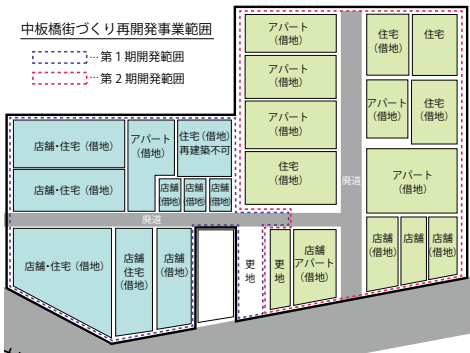 中板橋街づくり再開発事業範囲
…第1期開発範囲
…第2期開発範囲
アパート
(借地)
住宅
(借地)
住宅
アパート
(借地)
アパート
(借地)
アパート
(借地)
住宅
(借地)
住宅
(借地)
アパート
(借地)
店舗・住宅(借地)
アパート
(借地)
住宅(借地)
再建築不可
店舗・住宅(借地)
店舗
(借地)
店舗
(借地)
店舗
(借地)
廃道
廃道
店舗・住宅(借地)
店舗
住宅
(借地)
店舗
(借地)
更
地
更
地
店舗
アパート
(借地)
店舗
(借地)
店舗
店舗
(借地)